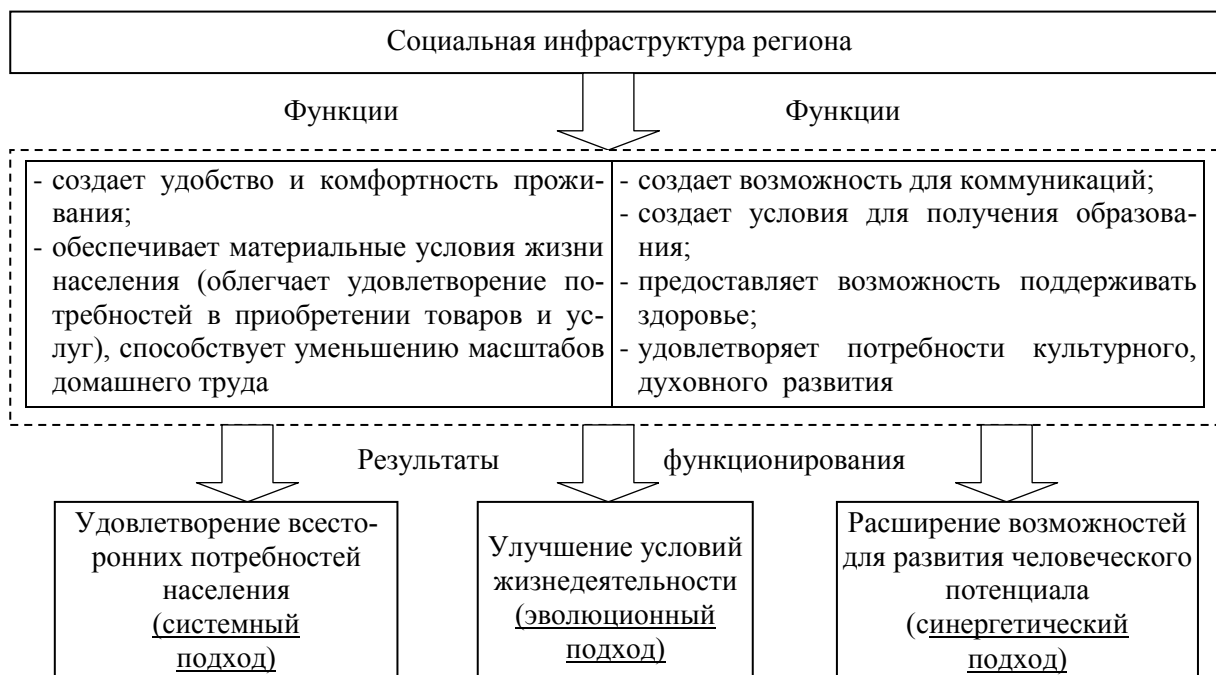 Социальная инфраструктура региона
Функции
Функции
- создает удобство и комфортность прожи-
вания;
- обеспечивает материальные условия жизни
населения (облегчает удовлетворение по-
требностей в приобретении товаров и ус-
луг), способствует уменьшению масштабов
домашнего труда
- создает возможность для коммуникаций;
- создает условия для получения образова-
ния;
- предоставляет возможность поддерживать
здоровье;
- удовлетворяет потребности культурного,
духовного развития
Результаты функционирования
Удовлетворение всесто-
ронних потребностей
населения
(системный
подход)
Улучшение условий
жизнедеятельности
(эволюционный
подход)
Расширение возможностей
для развития человеческого
потенциала
(синергетический
подход)